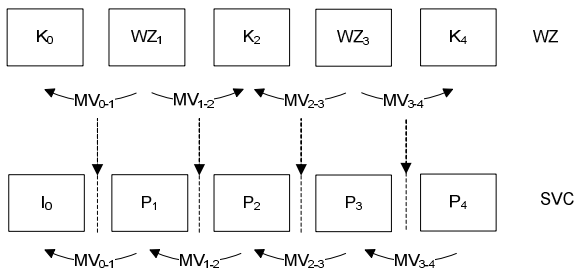 K0 WZ1 K2 WZ3 K4 WZ
MV0-1 MV1-2 MV2-3 MV3-4
I0 P1 P2 P3 P4 SVC
MV0-1 MV1-2 MV2-3 MV3-4